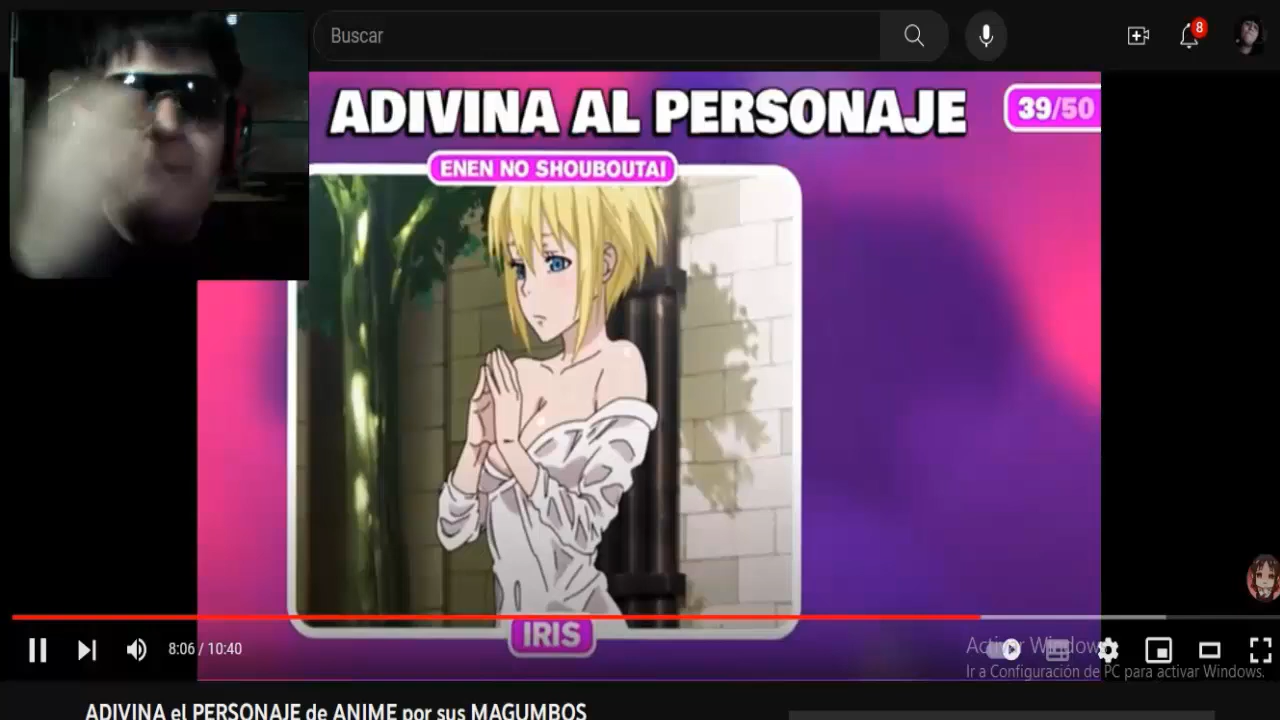 Buscar
8
ADIVINA AL PERSONAJE
39/50
ENEN NO SHOUBOUTAI
IRIS
8:06 / 10:40
Activar Windows
Ir a Configuración de PC para activar Windows.
ADIVINA el PERSONAJE de ANIME por sus MAGUMBOS